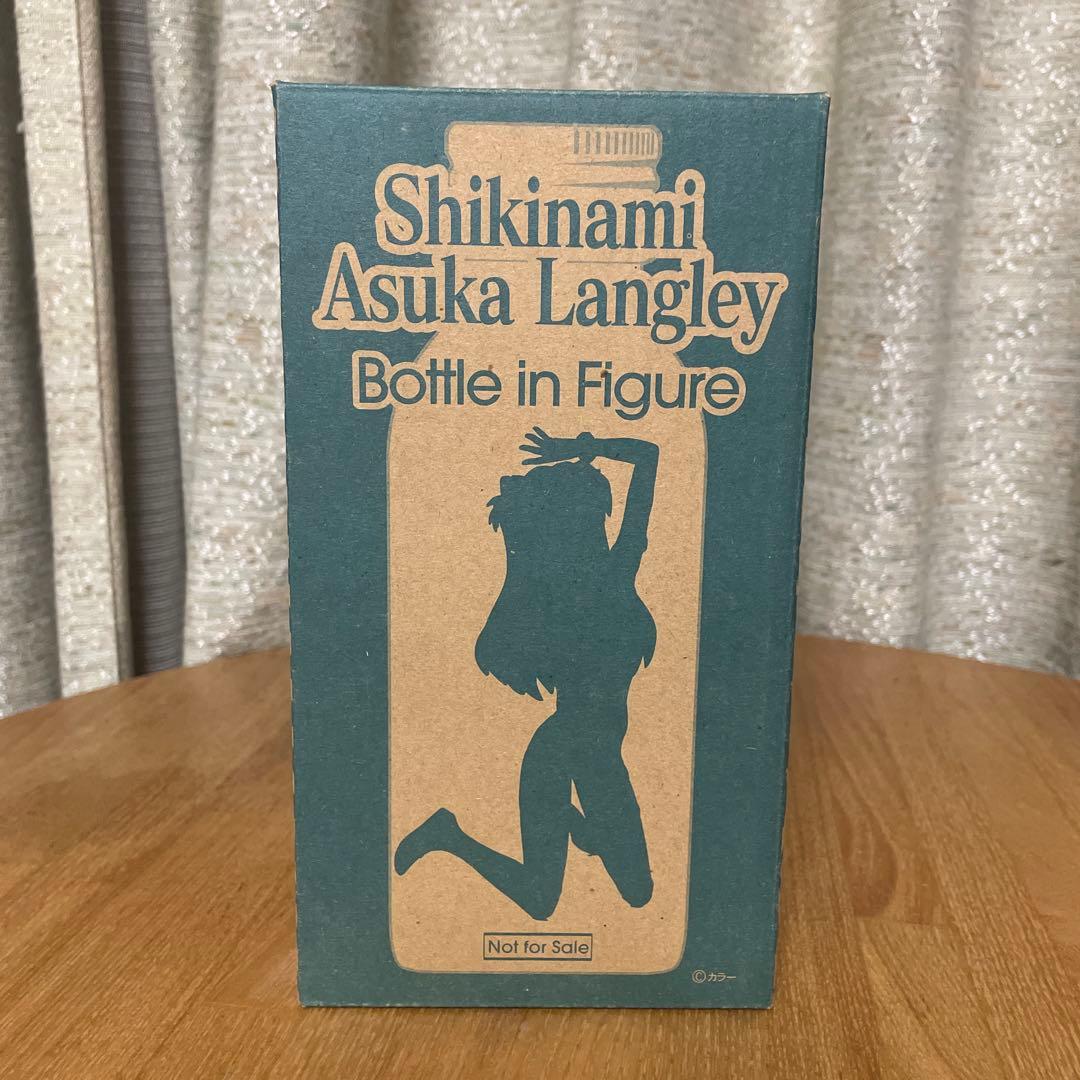 Shikinami
Asuka Langley
Bottle in Figure
Not for Sale
©カラー